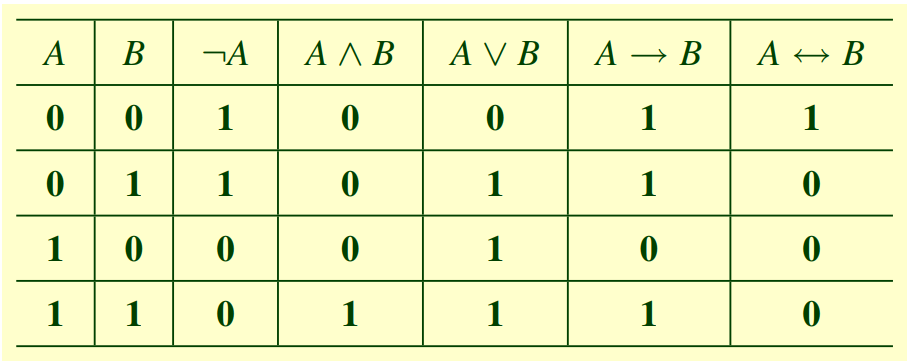 A B ¬A A ∧ B A ∨ B A → B A ↔ B
0 0 1 0 0 1 1
0 1 1 0 1 1 0
1 0 0 0 1 0 0
1 1 0 1 1 1 0